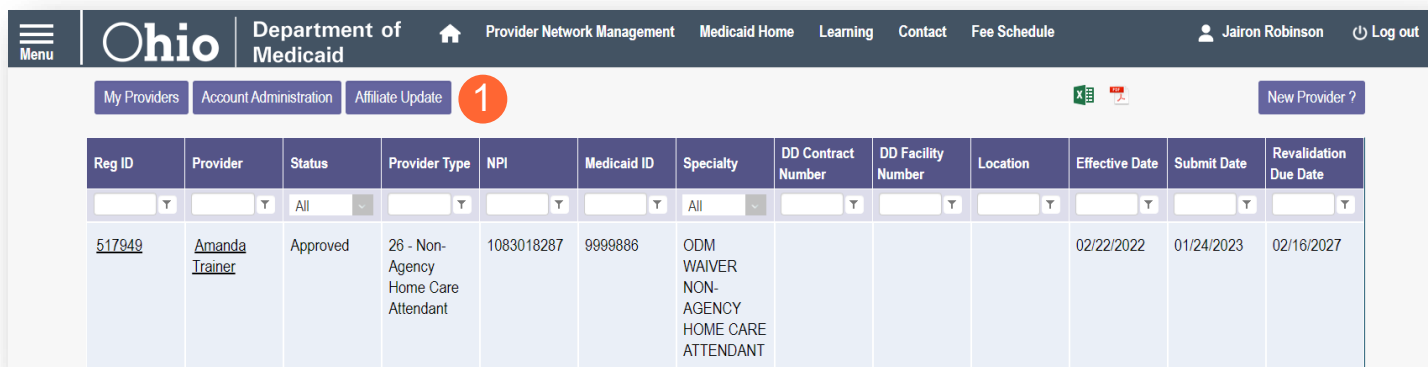 Menu
Ohio
Department of
Medicaid
Provider Network Management Medicaid Home Learning Contact Fee Schedule Jairon Robinson Log out
My Providers Account Administration Affiliate Update 1 New Provider ?
Reg ID Provider Status Provider Type NPI Medicaid ID Specialty DD Contract Number DD Facility Number Location Effective Date Submit Date Revalidation Due Date
All All
517949 Amanda Approved 26 - Non- 1083018287 9999886 ODM 02/22/2022 01/24/2023 02/16/2027
Trainer Agency WAIVER
Home Care NON-
Attendant AGENCY
HOME CARE
ATTENDANT